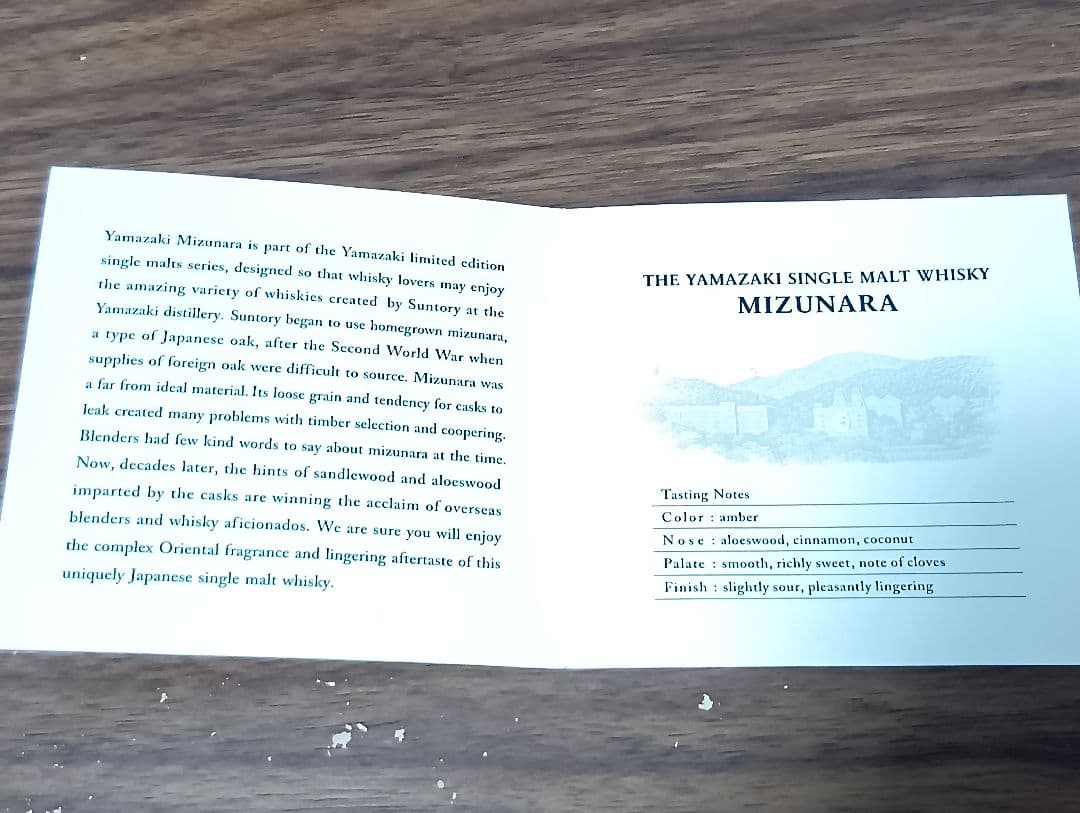 Yamazaki Mizunara is part of the Yamazaki limited edition
single malts series, designed so that whisky lovers may enjoy
the amazing variety of whiskies created by Suntory at the
Yamazaki distillery. Suntory began to use homegrown mizunara,
a type of Japanese oak, after the Second World War when
supplies of foreign oak were difficult to source. Mizunara was
a far from ideal material. Its loose grain and tendency for casks to
leak created many problems with timber selection and coopering.
Blenders had few kind words to say about mizunara at the time.
Now, decades later, the hints of sandlewood and aloeswood
imparted by the casks are winning the acclaim of overseas
blenders and whisky aficionados. We are sure you will enjoy
the complex Oriental fragrance and lingering aftertaste of this
uniquely Japanese single malt whisky.
THE YAMAZAKI SINGLE MALT WHISKY
MIZUNARA
Tasting Notes
Color : amber
Nose : aloeswood, cinnamon, coconut
Palate : smooth, richly sweet, note of cloves
Finish : slightly sour, pleasantly lingering